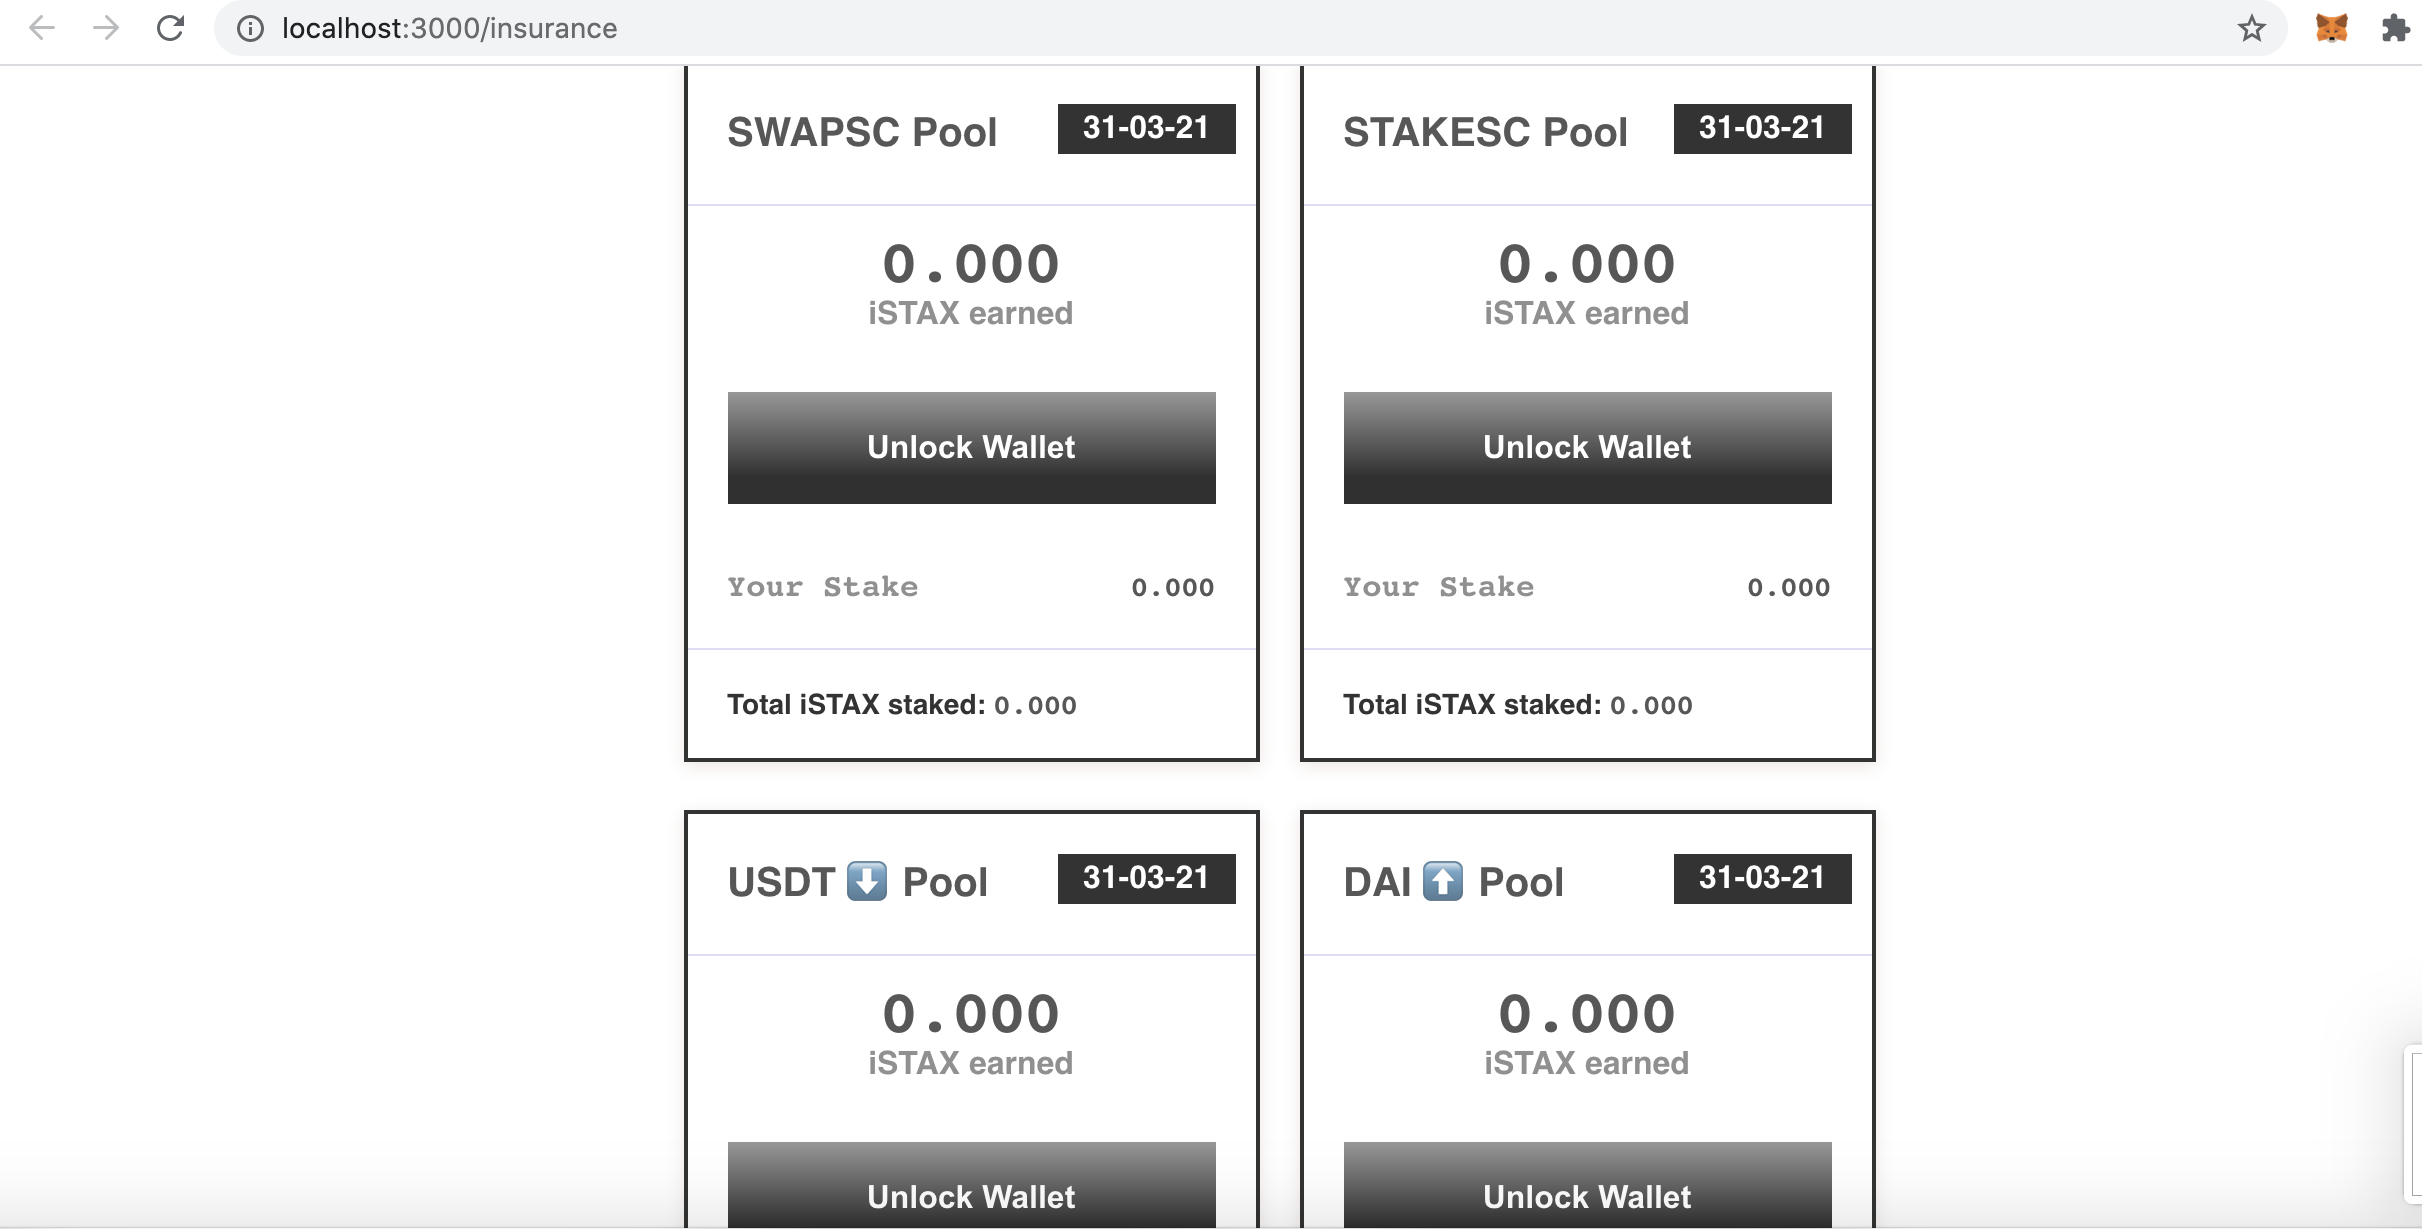 localhost:3000/insurance
SWAPSC Pool 31-03-21
0.000
iSTAX earned
Unlock Wallet
Your Stake 0.000
Total iSTAX staked: 0.000
STAKESC Pool 31-03-21
0.000
iSTAX earned
Unlock Wallet
Your Stake 0.000
Total iSTAX staked: 0.000
USDT ⬇️ Pool 31-03-21
0.000
iSTAX earned
Unlock Wallet
DAI ⬆️ Pool 31-03-21
0.000
iSTAX earned
Unlock Wallet